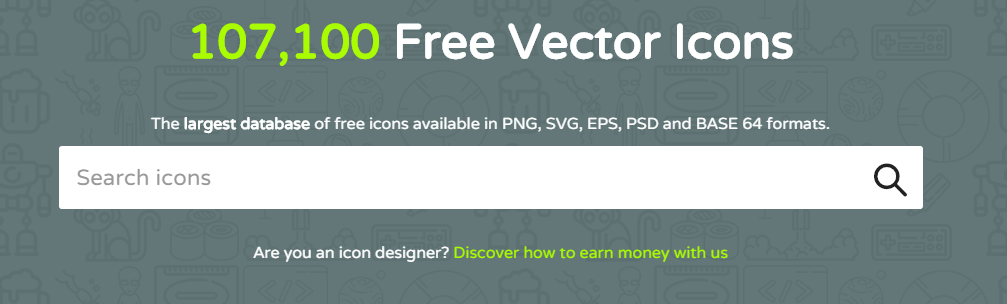 107,100 Free Vector Icons
The largest database of free icons available in PNG, SVG, EPS, PSD and BASE 64 formats.
Search icons
Are you an icon designer? Discover how to earn money with us